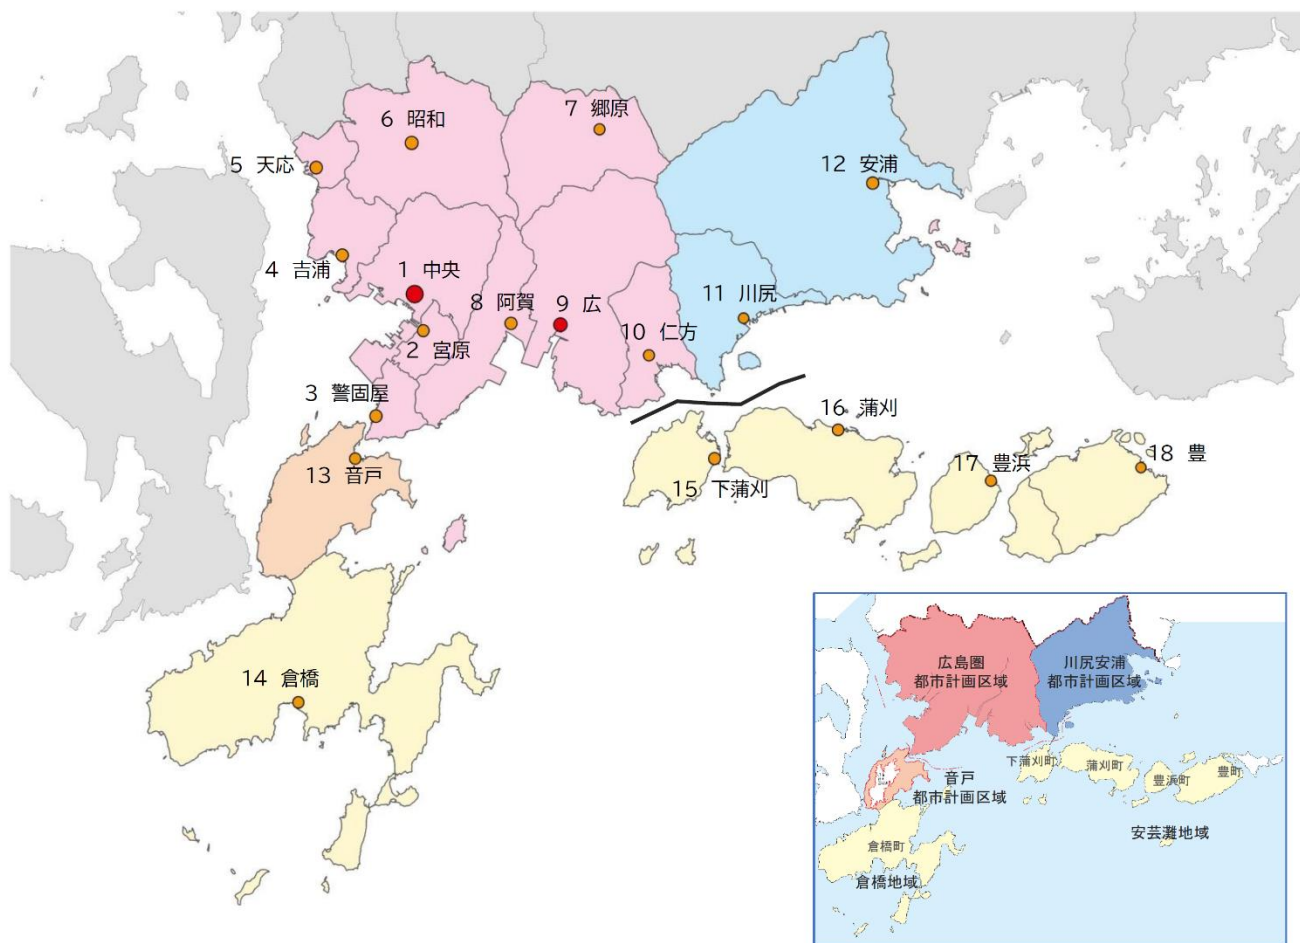 6 昭和
7 郷原
5 天応
12 安浦
4 吉浦
1 中央
8 阿賀
9 広
11 川尻
10 仁方
2 宮原
3 警固屋
16 蒲刈
13 音戸
17 豊浜
18 豊
15 下蒲刈
14 倉橋
広島圏
都市計画区域
川尻安浦
都市計画区域
下蒲刈町
蒲刈町
豊浜町
豊町
音戸
都市計画区域
安芸灘地域
倉橋町
倉橋地域